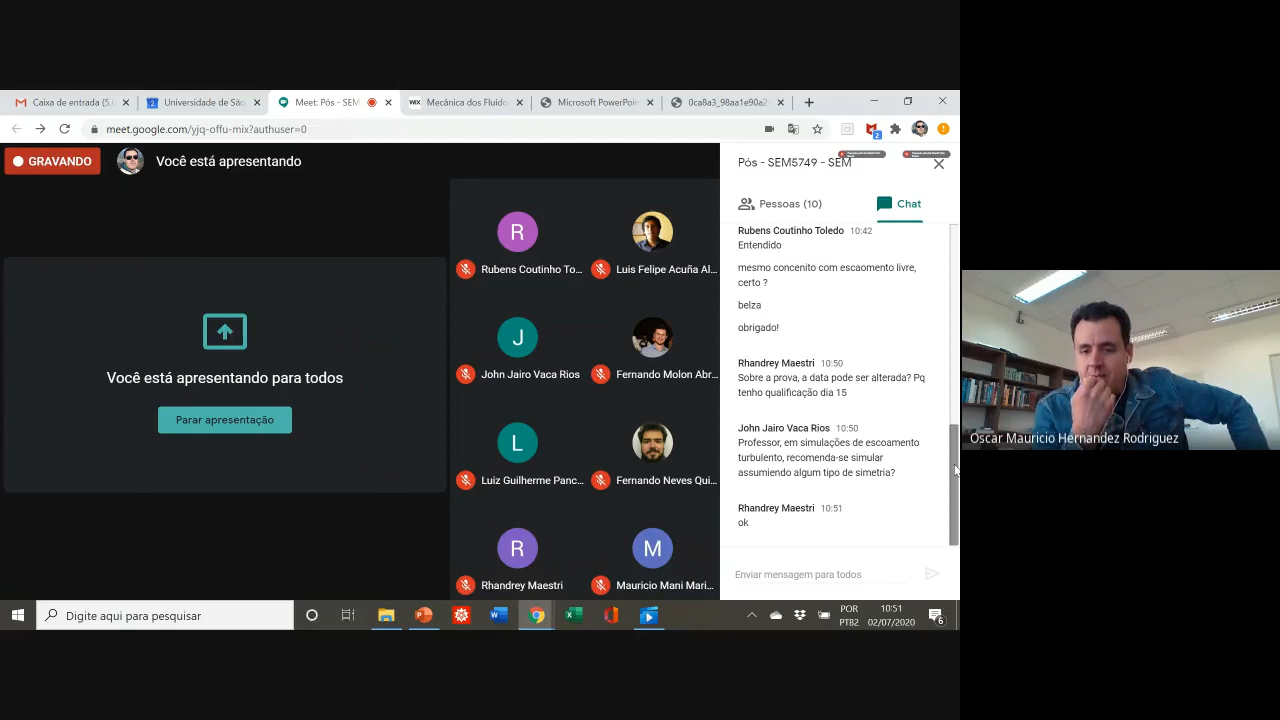 Caixa de entrada (5.
Universidade de São
Meet: Pós - SEM
Mecânica dos Fluido
Microsoft PowerPoin
0ca8a3_98aa1e90a2
meet.google.com/yjq-offu-mix?authuser=0
GRAVANDO
Você está apresentando
Pós - SEM5749 - SEM
Pessoas (10)
Chat
Você está apresentando para todos
Parar apresentação
R
Rubens Coutinho To...
Luis Felipe Acuña Al...
J
John Jairo Vaca Rios
Fernando Molon Abr...
L
Luiz Guilherme Panc...
Fernando Neves Qui...
R
Rhandrey Maestri
M
Mauricio Mani Mari...
Rubens Coutinho Toledo 10:42
Entendido
mesmo concenito com escaomento livre,
certo ?
belza
obrigado!
Rhandrey Maestri 10:50
Sobre a prova, a data pode ser alterada? Pq
tenho qualificação dia 15
John Jairo Vaca Rios 10:50
Professor, em simulações de escoamento
turbulento, recomenda-se simular
assumiendo algum tipo de simetria?
Rhandrey Maestri 10:51
ok
Enviar mensagem para todos
Oscar Mauricio Hernandez Rodriguez
Digite aqui para pesquisar
POR
PTB2
10:51
02/07/2020
6